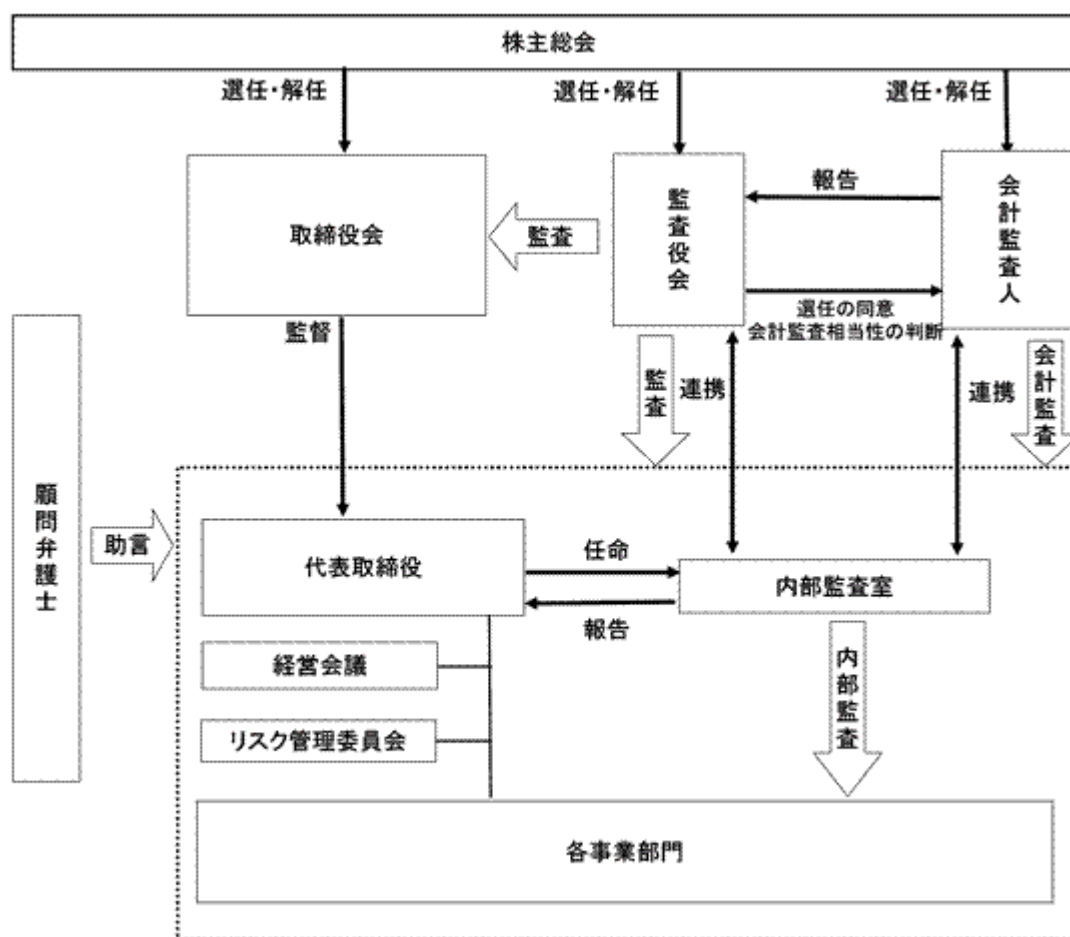 株主総会
選任・解任
選任・解任
選任・解任
取締役会
監査
監査役会
報告
会計監査人
選任の同意
会計監査相当性の判断
監督
監査
連携
連携
会計監査
顧問弁護士
助言
代表取締役
任命
報告
内部監査室
経営会議
リスク管理委員会
内部監査
各事業部門